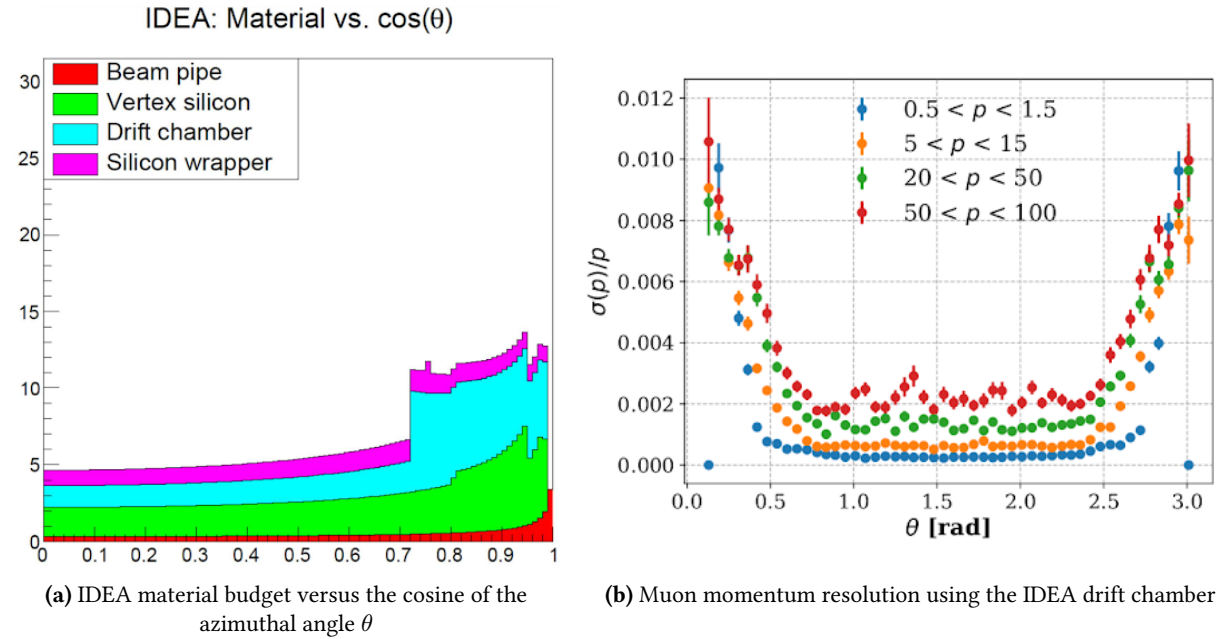 IDEA: Material vs. cos(θ)
30
25
20
15
10
5
0
Beam pipe
Vertex silicon
Drift chamber
Silicon wrapper
0 0.1 0.2 0.3 0.4 0.5 0.6 0.7 0.8 0.9 1
(a) IDEA material budget versus the cosine of the
azimuthal angle θ
0.012
0.010
0.008
0.006
0.004
0.002
0.000
σ(p)/p
0.5 < p < 1.5
5 < p < 15
20 < p < 50
50 < p < 100
0.0 0.5 1.0 1.5 2.0 2.5 3.0
θ [rad]
(b) Muon momentum resolution using the IDEA drift chamber